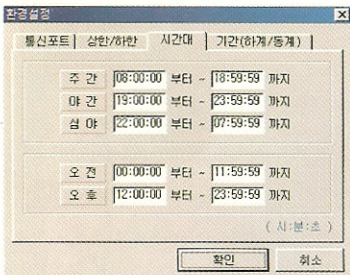 환경설정
통신포트 상한/하한 시간대 기간(하계/동계)
주 간 08:00:00 부터 ~ 18:59:59 까지
야 간 19:00:00 부터 ~ 23:59:59 까지
심 야 22:00:00 부터 ~ 07:59:59 까지
오 전 00:00:00 부터 ~ 11:59:59 까지
오 후 12:00:00 부터 ~ 23:59:59 까지
( 시:분:초 )
확인 취소